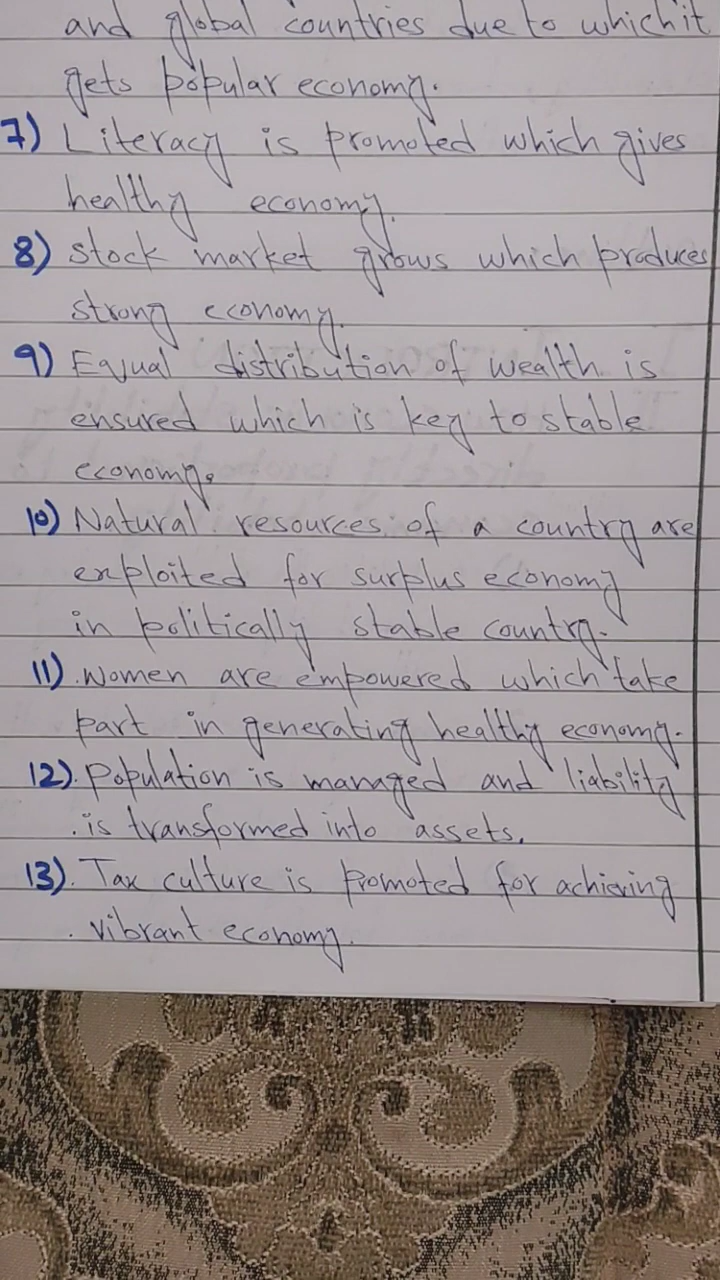 and global countries due to which it
gets popular economy.
7) Literacy is promoted which gives
healthy economy.
8) stock market grows which produces
strong economy.
9) Equal distribution of wealth is
ensured which is key to stable
economy.
10) Natural resources of a country are
exploited for surplus economy
in politically stable country.
11). women are empowered which take
part in generating healthy economy.
12). population is managed and liability
. is transformed into assets.
13). Tax culture is promoted for achieving
. vibrant economy.